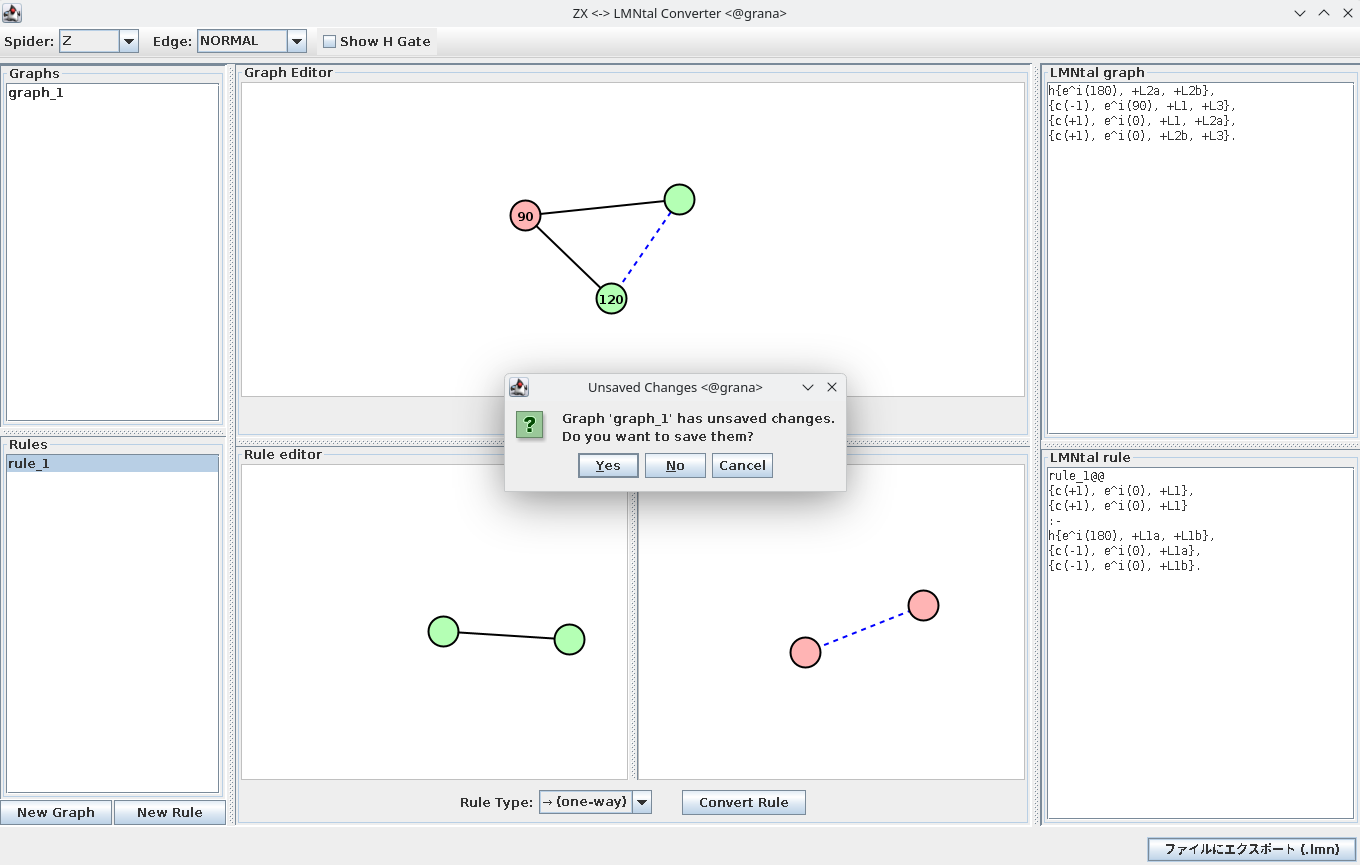 ZX <-> LMNtal Converter <@grana>
Spider: Z Edge: NORMAL Show H Gate
Graphs
graph_1
Graph Editor
90
120
LMNtal graph
h{e^i(180), +L2a, +L2b},
{c(-1), e^i(90), +L1, +L3},
{c(+1), e^i(0), +L1, +L2a},
{c(+1), e^i(0), +L2b, +L3}.
Unsaved Changes <@grana>
?
Graph 'graph_1' has unsaved changes.
Do you want to save them?
Yes No Cancel
Rules
rule_1
Rule editor
LMNtal rule
rule_1@@
{c(+1), e^i(0), +L1},
{c(+1), e^i(0), +L1}
:-
h{e^i(180), +L1a, +L1b},
{c(-1), e^i(0), +L1a},
{c(-1), e^i(0), +L1b}.
New Graph New Rule
Rule Type: → (one-way) Convert Rule
ファイルにエクスポート (.lmn)